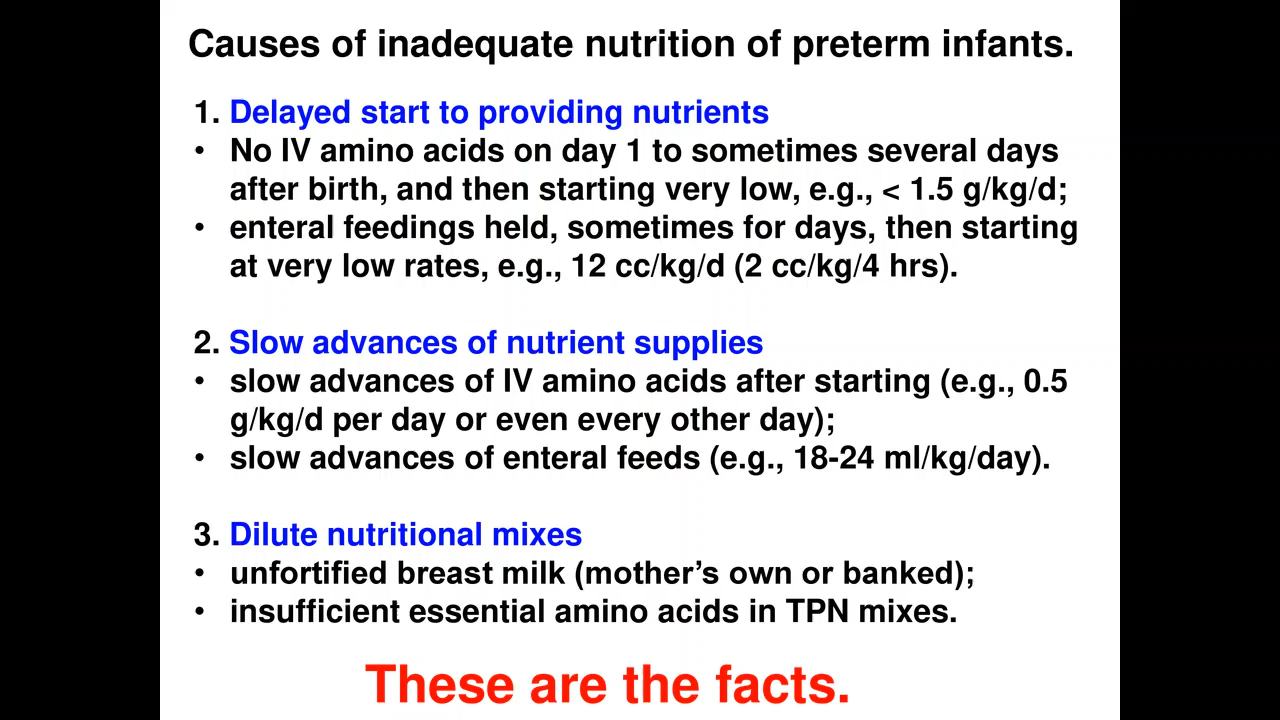 Causes of inadequate nutrition of preterm infants.
1. Delayed start to providing nutrients
• No IV amino acids on day 1 to sometimes several days
after birth, and then starting very low, e.g., < 1.5 g/kg/d;
• enteral feedings held, sometimes for days, then starting
at very low rates, e.g., 12 cc/kg/d (2 cc/kg/4 hrs).
2. Slow advances of nutrient supplies
• slow advances of IV amino acids after starting (e.g., 0.5
g/kg/d per day or even every other day);
• slow advances of enteral feeds (e.g., 18-24 ml/kg/day).
3. Dilute nutritional mixes
• unfortified breast milk (mother’s own or banked);
• insufficient essential amino acids in TPN mixes.
These are the facts.